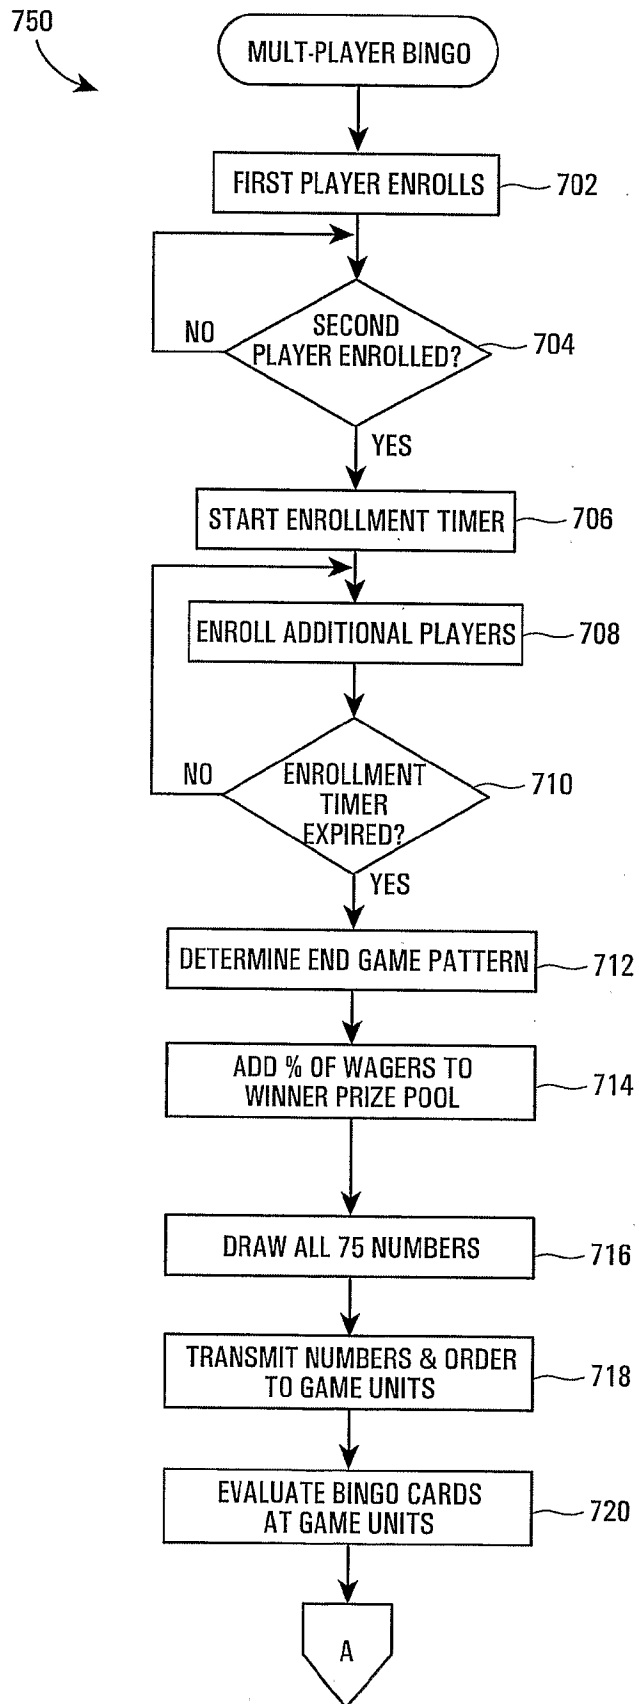 750
MULT-PLAYER BINGO
FIRST PLAYER ENROLLS
702
SECOND
PLAYER ENROLLED?
704
NO
YES
START ENROLLMENT TIMER
706
ENROLL ADDITIONAL PLAYERS
708
ENROLLMENT
TIMER
EXPIRED?
710
NO
YES
DETERMINE END GAME PATTERN
712
ADD % OF WAGERS TO
WINNER PRIZE POOL
714
DRAW ALL 75 NUMBERS
716
TRANSMIT NUMBERS & ORDER
TO GAME UNITS
718
EVALUATE BINGO CARDS
AT GAME UNITS
720
A